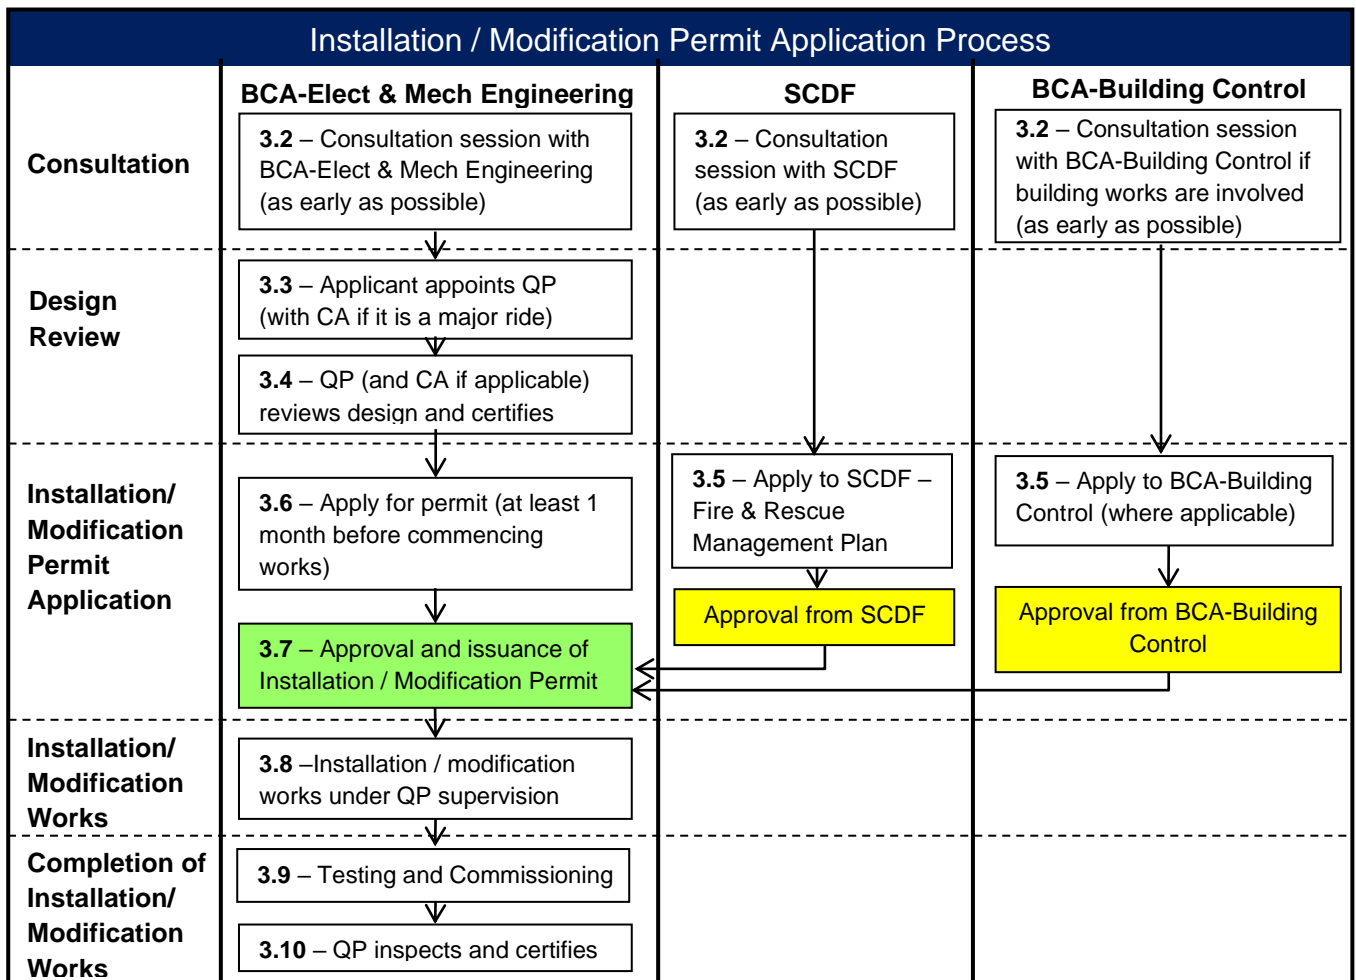 Installation / Modification Permit Application Process
BCA-Elect & Mech Engineering
SCDF
BCA-Building Control
Consultation
3.2 – Consultation session with
BCA-Elect & Mech Engineering
(as early as possible)
3.2 – Consultation
session with SCDF
(as early as possible)
3.2 – Consultation session
with BCA-Building Control if
building works are involved
(as early as possible)
Design
Review
3.3 – Applicant appoints QP
(with CA if it is a major ride)
3.4 – QP (and CA if applicable)
reviews design and certifies
Installation/
Modification
Permit
Application
3.6 – Apply for permit (at least 1
month before commencing
works)
3.5 – Apply to SCDF –
Fire & Rescue
Management Plan
3.5 – Apply to BCA-Building
Control (where applicable)
3.7 – Approval and issuance of
Installation / Modification Permit
Approval from SCDF
Approval from BCA-Building
Control
Installation/
Modification
Works
3.8 –Installation / modification
works under QP supervision
Completion of
Installation/
Modification
Works
3.9 – Testing and Commissioning
3.10 – QP inspects and certifies